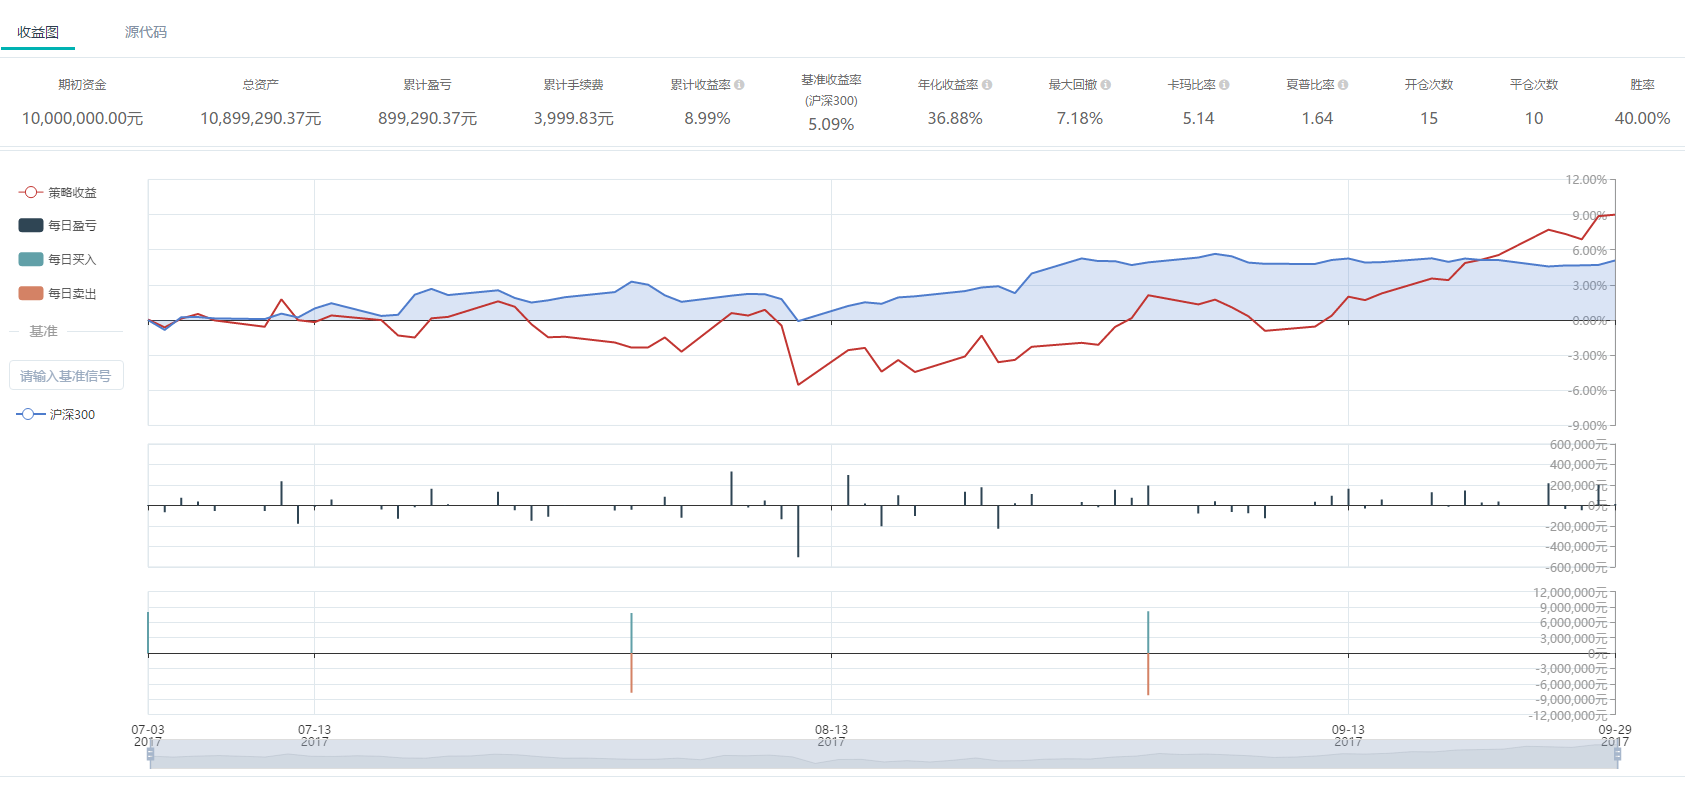 收益图
源代码
期初资金
10,000,000.00元
总资产
10,899,290.37元
累计盈亏
899,290.37元
累计手续费
3,999.83元
累计收益率
8.99%
基准收益率
(沪深300)
5.09%
年化收益率
36.88%
最大回撤
7.18%
卡玛比率
5.14
夏普比率
1.64
开仓次数
15
平仓次数
10
胜率
40.00%
策略收益
每日盈亏
每日买入
每日卖出
基准
请输入基准信号
沪深300
12.00%
9.00%
6.00%
3.00%
0.00%
-3.00%
-6.00%
-9.00%
600,000元
400,000元
200,000元
0元
-200,000元
-400,000元
-600,000元
12,000,000元
9,000,000元
6,000,000元
3,000,000元
0元
-3,000,000元
-6,000,000元
-9,000,000元
-12,000,000元
07-03
2017
07-13
2017
08-13
2017
09-13
2017
09-29
2017